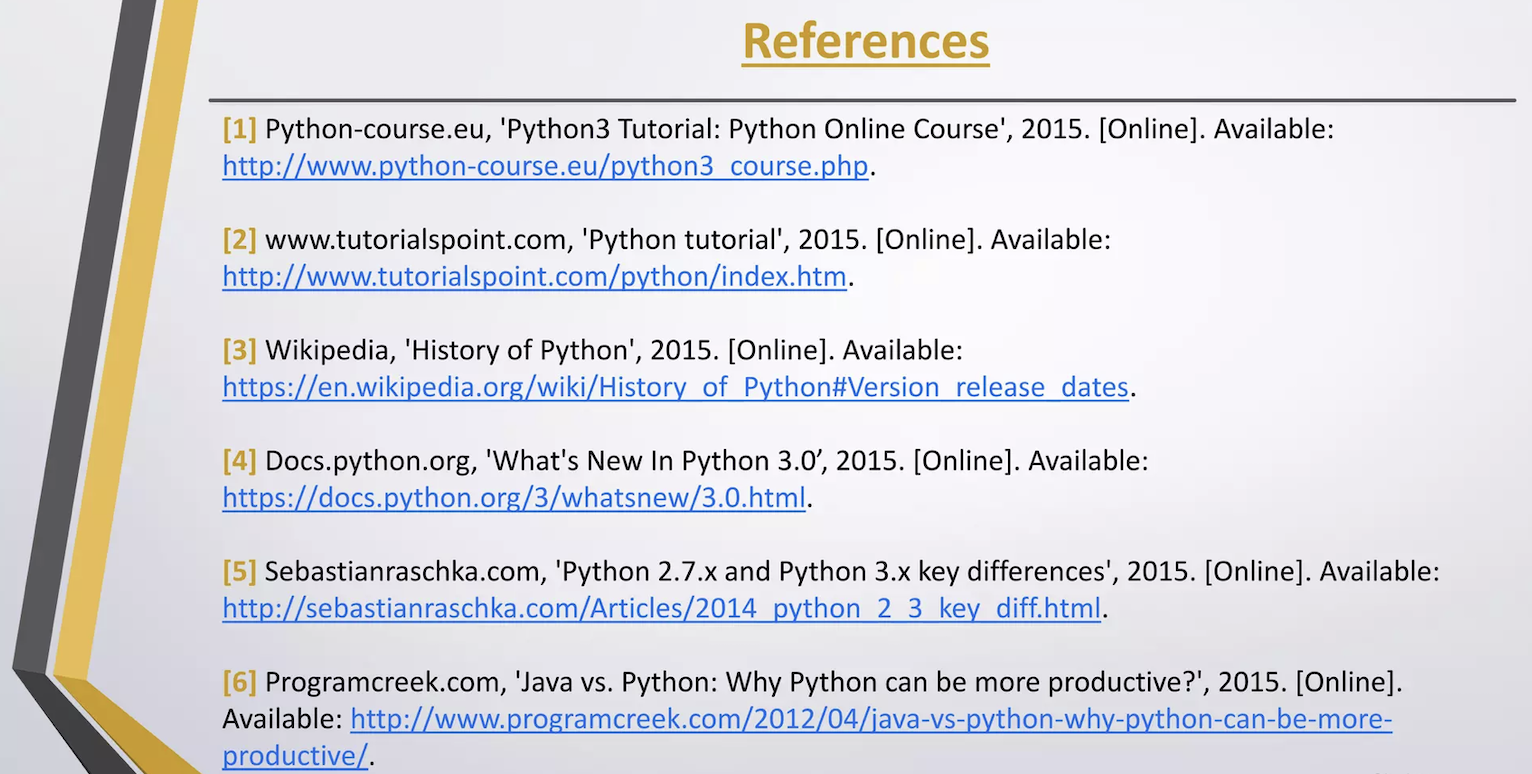 References
[1] Python-course.eu, 'Python3 Tutorial: Python Online Course', 2015. [Online]. Available:
http://www.python-course.eu/python3_course.php.
[2] www.tutorialspoint.com, 'Python tutorial', 2015. [Online]. Available:
http://www.tutorialspoint.com/python/index.htm.
[3] Wikipedia, 'History of Python', 2015. [Online]. Available:
https://en.wikipedia.org/wiki/History_of_Python#Version_release_dates.
[4] Docs.python.org, 'What's New In Python 3.0’, 2015. [Online]. Available:
https://docs.python.org/3/whatsnew/3.0.html.
[5] Sebastianraschka.com, 'Python 2.7.x and Python 3.x key differences', 2015. [Online]. Available:
http://sebastianraschka.com/Articles/2014_python_2_3_key_diff.html.
[6] Programcreek.com, 'Java vs. Python: Why Python can be more productive?', 2015. [Online].
Available: http://www.programcreek.com/2012/04/java-vs-python-why-python-can-be-more-
productive/.